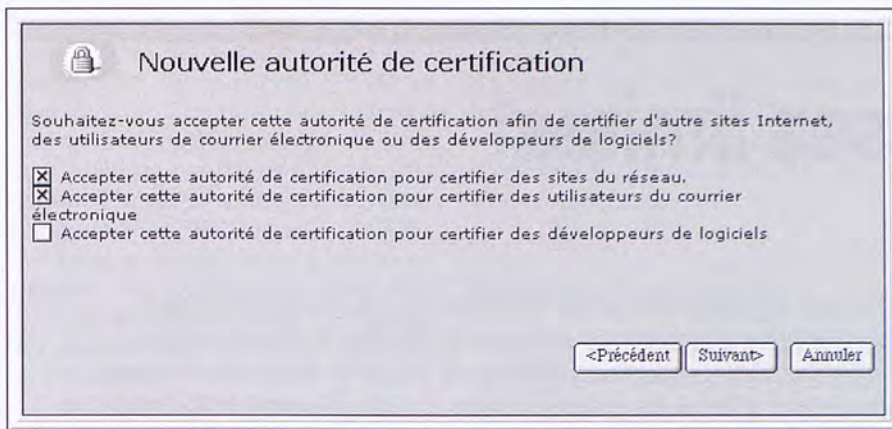 Nouvelle autorité de certification
Souhaitez-vous accepter cette autorité de certification afin de certifier d'autre sites Internet,
des utilisateurs de courrier électronique ou des développeurs de logiciels?
Accepter cette autorité de certification pour certifier des sites du réseau.
Accepter cette autorité de certification pour certifier des utilisateurs du courrier
électronique
Accepter cette autorité de certification pour certifier des développeurs de logiciels
<Précédent Suivant> Annuler